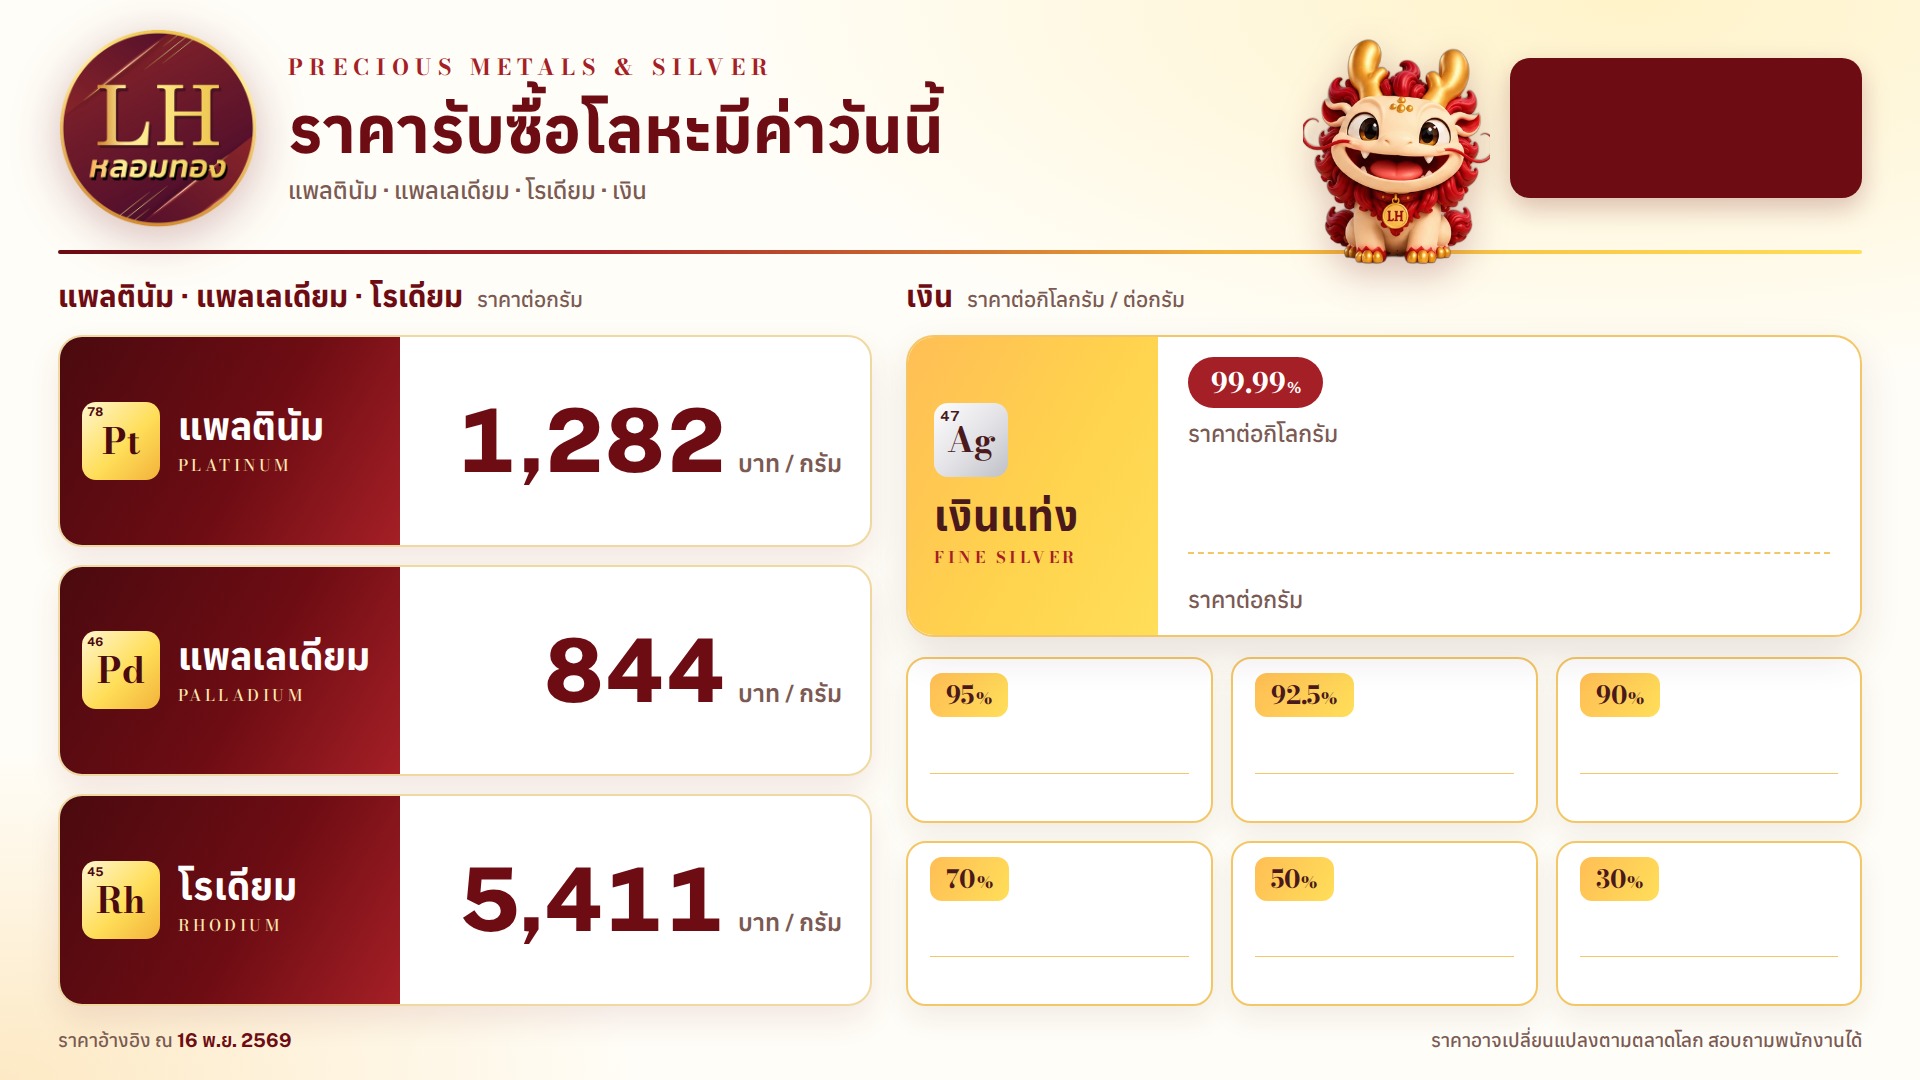 LH
หลอมทอง
PRECIOUS METALS & SILVER
ราคารับซื้อโลหะมีค่าวันนี้
แพลตินัม · แพลเลเดียม · โรเดียม · เงิน
LH
แพลตินัม · แพลเลเดียม · โรเดียม ราคาต่อกรัม
78
Pt
แพลตินัม
PLATINUM
1,282 บาท / กรัม
46
Pd
แพลเลเดียม
PALLADIUM
844 บาท / กรัม
45
Rh
โรเดียม
RHODIUM
5,411 บาท / กรัม
เงิน ราคาต่อกิโลกรัม / ต่อกรัม
47
Ag
เงินแท่ง
FINE SILVER
99.99%
ราคาต่อกิโลกรัม
ราคาต่อกรัม
95%
92.5%
90%
70%
50%
30%
ราคาอ้างอิง ณ 16 พ.ย. 2569
ราคาอาจเปลี่ยนแปลงตามตลาดโลก สอบถามพนักงานได้